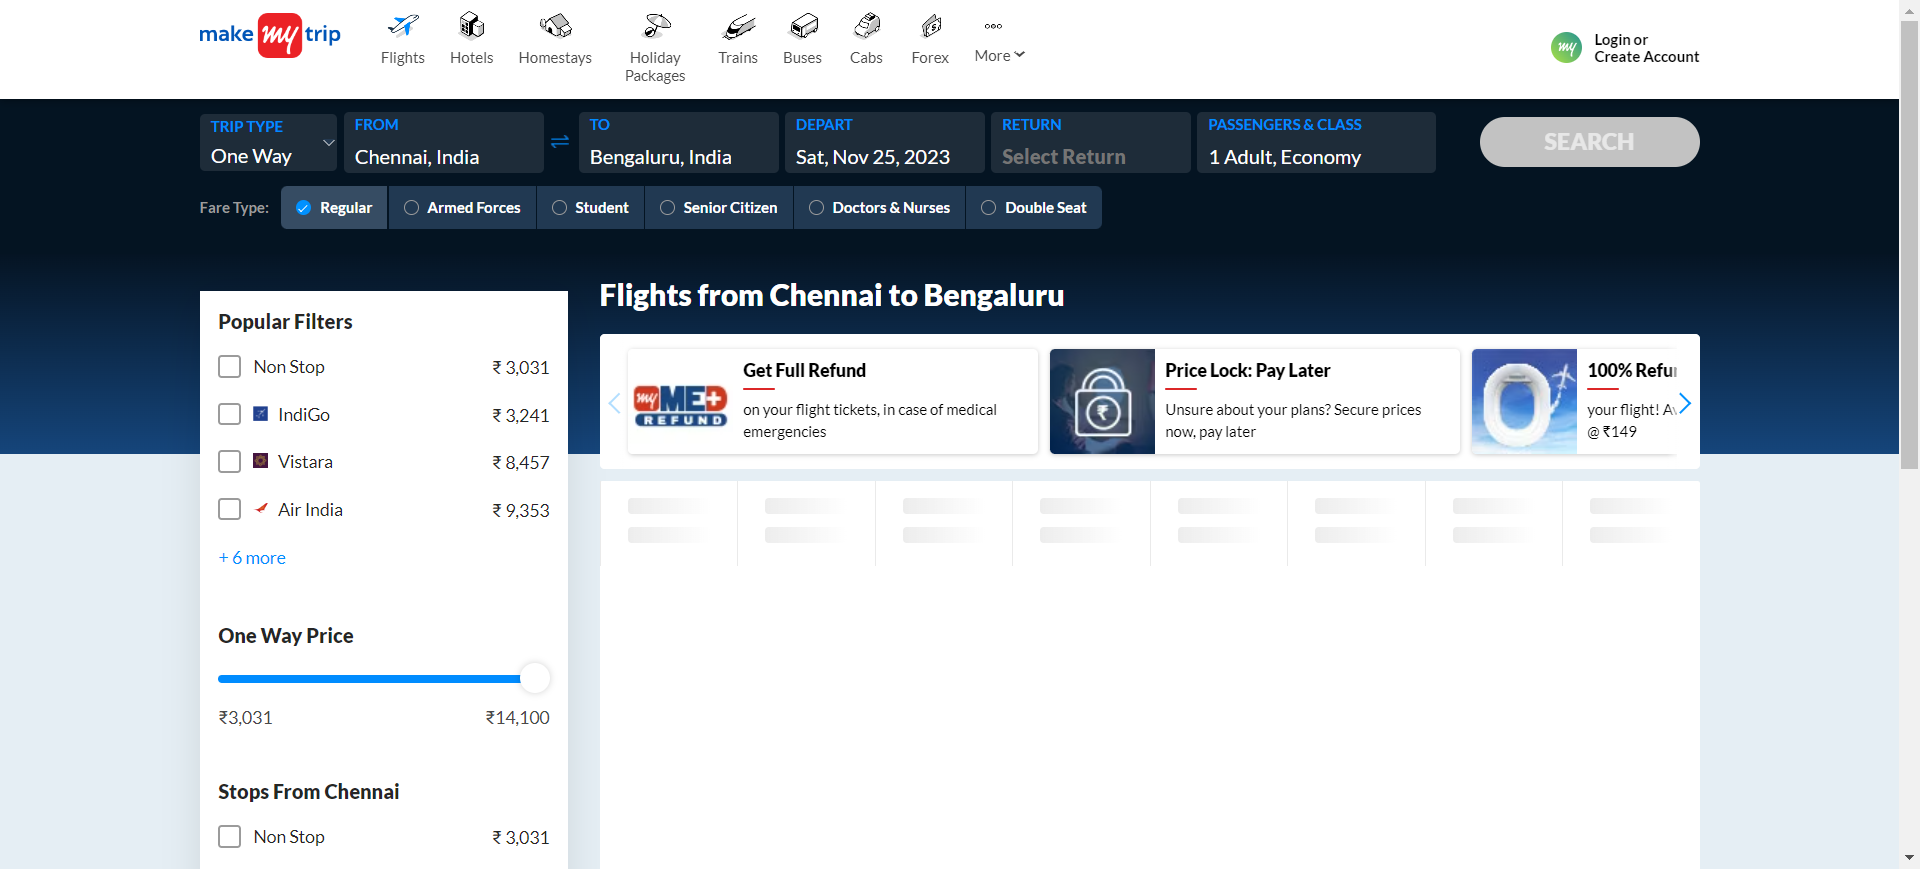 make my trip
Flights
Hotels
Homestays
Holiday
Packages
Trains
Buses
Cabs
Forex
More
my
Login or
Create Account
TRIP TYPE
One Way
FROM
Chennai, India
TO
Bengaluru, India
DEPART
Sat, Nov 25, 2023
RETURN
Select Return
PASSENGERS & CLASS
1 Adult, Economy
SEARCH
Fare Type:
Regular
Armed Forces
Student
Senior Citizen
Doctors & Nurses
Double Seat
Flights from Chennai to Bengaluru
Popular Filters
Non Stop ₹ 3,031
IndiGo ₹ 3,241
Vistara ₹ 8,457
Air India ₹ 9,353
+ 6 more
One Way Price
₹3,031 ₹14,100
Stops From Chennai
Non Stop ₹ 3,031
my MED+
REFUND
Get Full Refund
on your flight tickets, in case of medical
emergencies
₹
Price Lock: Pay Later
Unsure about your plans? Secure prices
now, pay later
100%
your flight!
@ ₹149